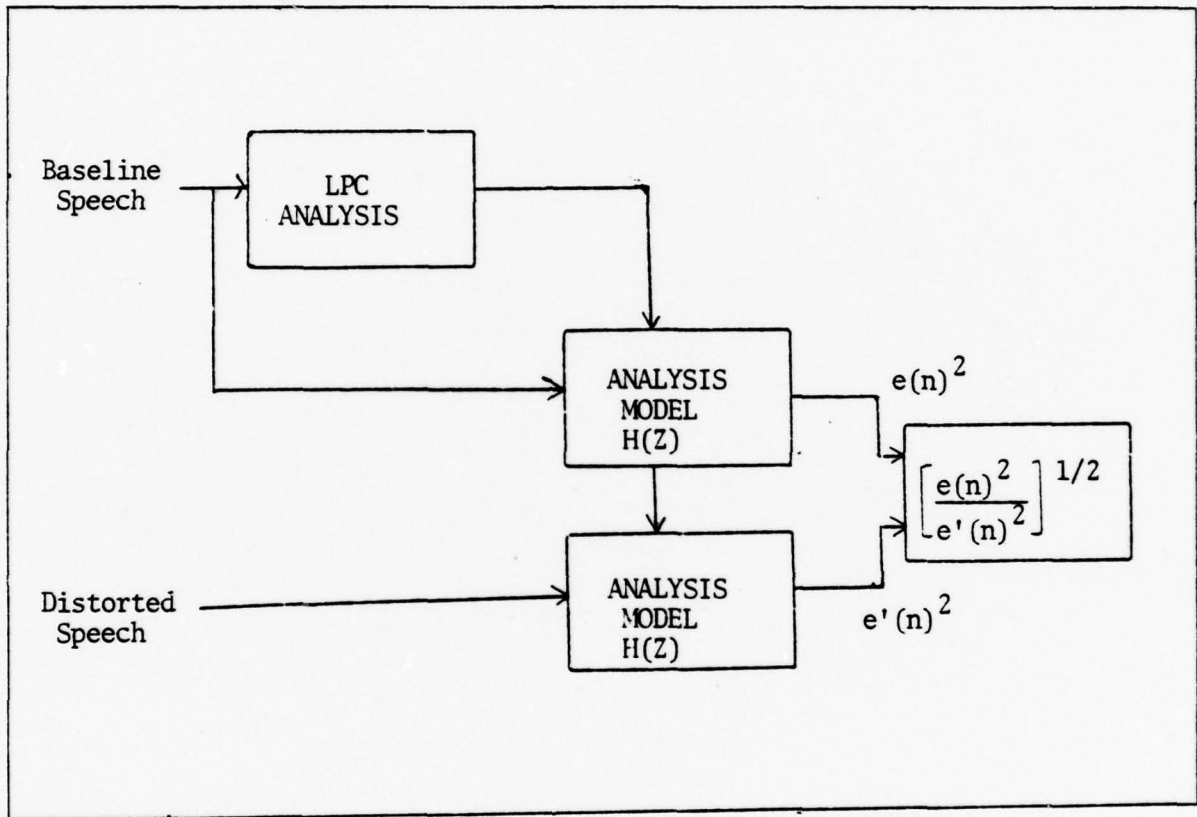 Baseline
Speech
LPC
ANALYSIS
ANALYSIS
MODEL
H(Z)
e(n)²
[e(n)²/e'(n)²]^1/2
Distorted
Speech
ANALYSIS
MODEL
H(Z)
e'(n)²